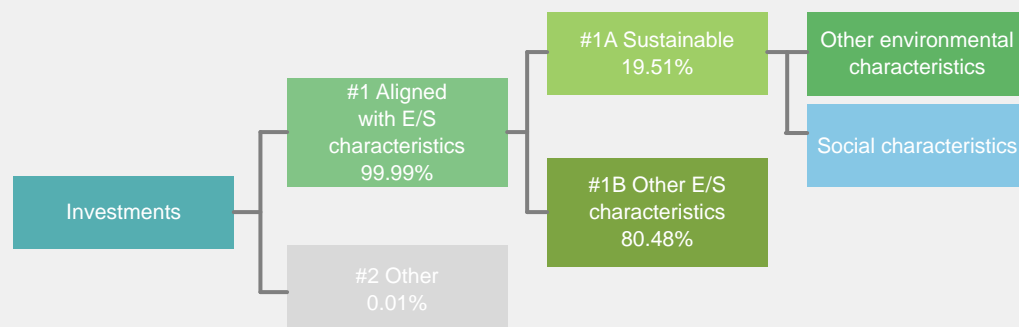 Investments
#1 Aligned
with E/S
characteristics
99.99%
#2 Other
0.01%
#1A Sustainable
19.51%
#1B Other E/S
characteristics
80.48%
Other environmental
characteristics
Social characteristics